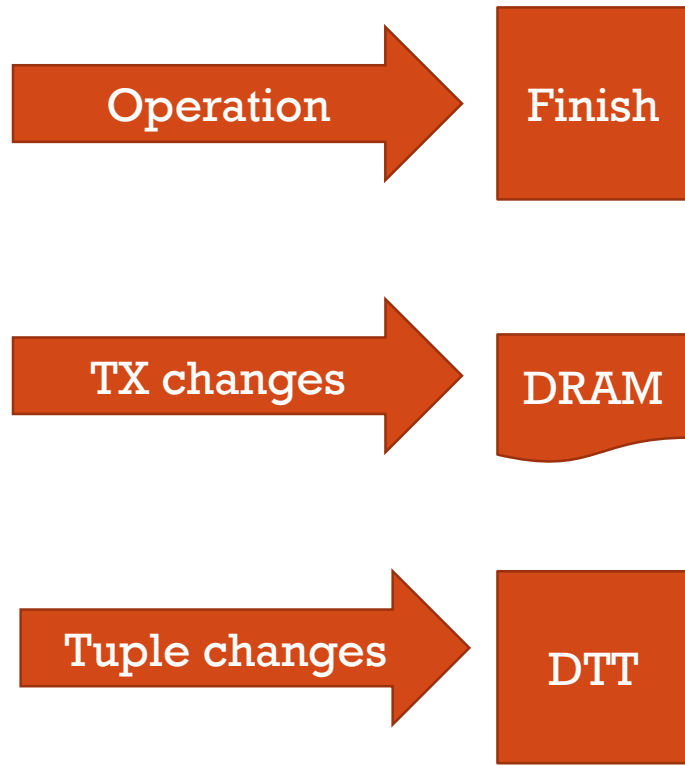 Operation
Finish
TX changes
DRAM
Tuple changes
DTT